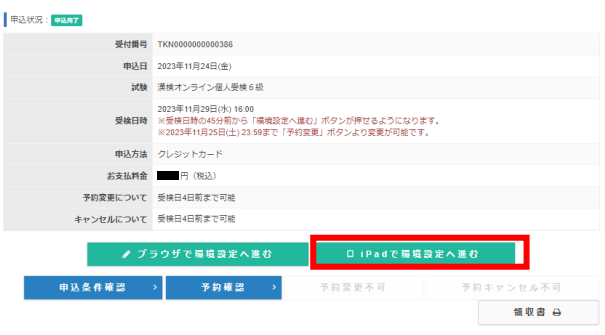 申込状況： 申込完了
受付番号 TKN0000000000386
申込日 2023年11月24日(金)
試験 漢検オンライン個人受検６級
受検日時 2023年11月29日(水) 16:00
※受検日時の45分前から「環境設定へ進む」ボタンが押せるようになります。
※2023年11月25日(土) 23:59まで「予約変更」ボタンより変更が可能です。
申込方法 クレジットカード
お支払料金 円（税込）
予約変更について 受検日4日前まで可能
キャンセルについて 受検日4日前まで可能
ブラウザで環境設定へ進む iPadで環境設定へ進む
申込条件確認 予約確認 予約変更不可 予約キャンセル不可
領収書